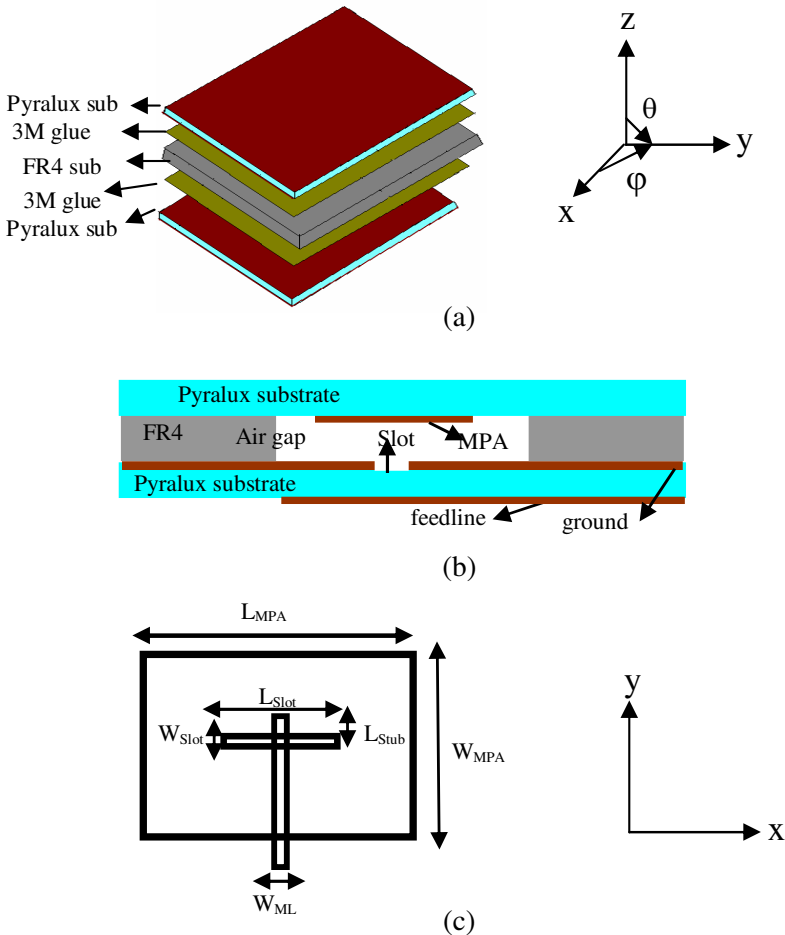 Pyralux sub
3M glue
FR4 sub
3M glue
Pyralux sub
z
θ
y
φ
x
(a)
Pyralux substrate
FR4
Air gap
Slot
MPA
Pyralux substrate
feedline
ground
(b)
LMPA
LSlot
WSlot
LStub
WMPA
WML
y
x
(c)